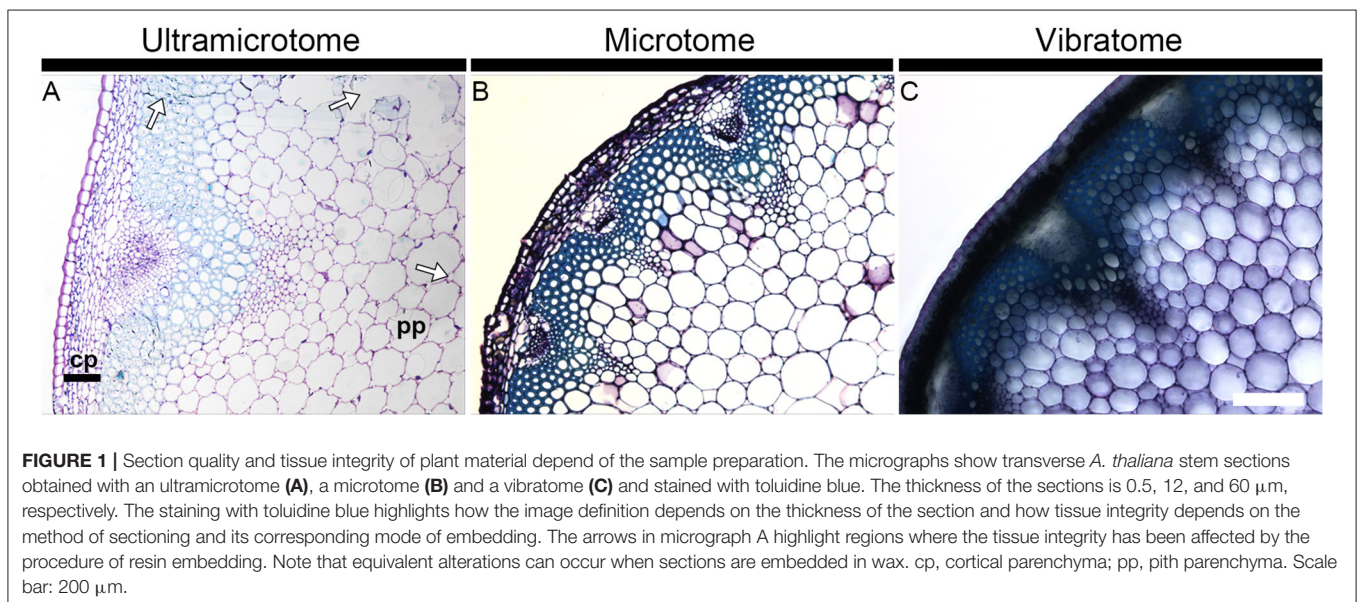 Ultramicrotome
Microtome
Vibratome
A
B
C
pp
cp
FIGURE 1 | Section quality and tissue integrity of plant material depend of the sample preparation. The micrographs show transverse A. thaliana stem sections
obtained with an ultramicrotome (A), a microtome (B) and a vibratome (C) and stained with toluidine blue. The thickness of the sections is 0.5, 12, and 60 μm,
respectively. The staining with toluidine blue highlights how the image definition depends on the thickness of the section and how tissue integrity depends on the
method of sectioning and its corresponding mode of embedding. The arrows in micrograph A highlight regions where the tissue integrity has been affected by the
procedure of resin embedding. Note that equivalent alterations can occur when sections are embedded in wax. cp, cortical parenchyma; pp, pith parenchyma. Scale
bar: 200 μm.